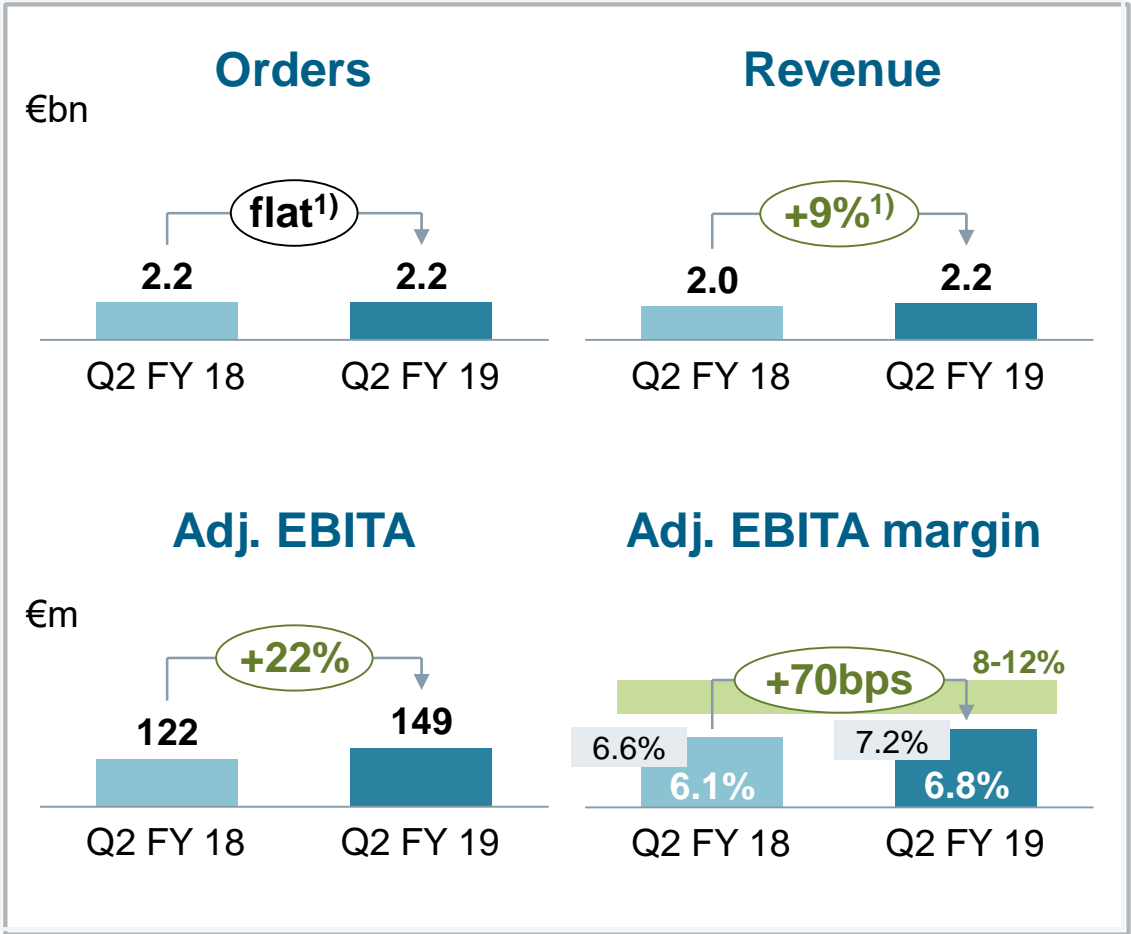 Orders
€bn
flat1)
2.2 2.2
Q2 FY 18 Q2 FY 19
Revenue
+9%1)
2.0 2.2
Q2 FY 18 Q2 FY 19
Adj. EBITA
€m
+22%
122 149
Q2 FY 18 Q2 FY 19
Adj. EBITA margin
8-12%
+70bps
6.6% 7.2%
6.1% 6.8%
Q2 FY 18 Q2 FY 19